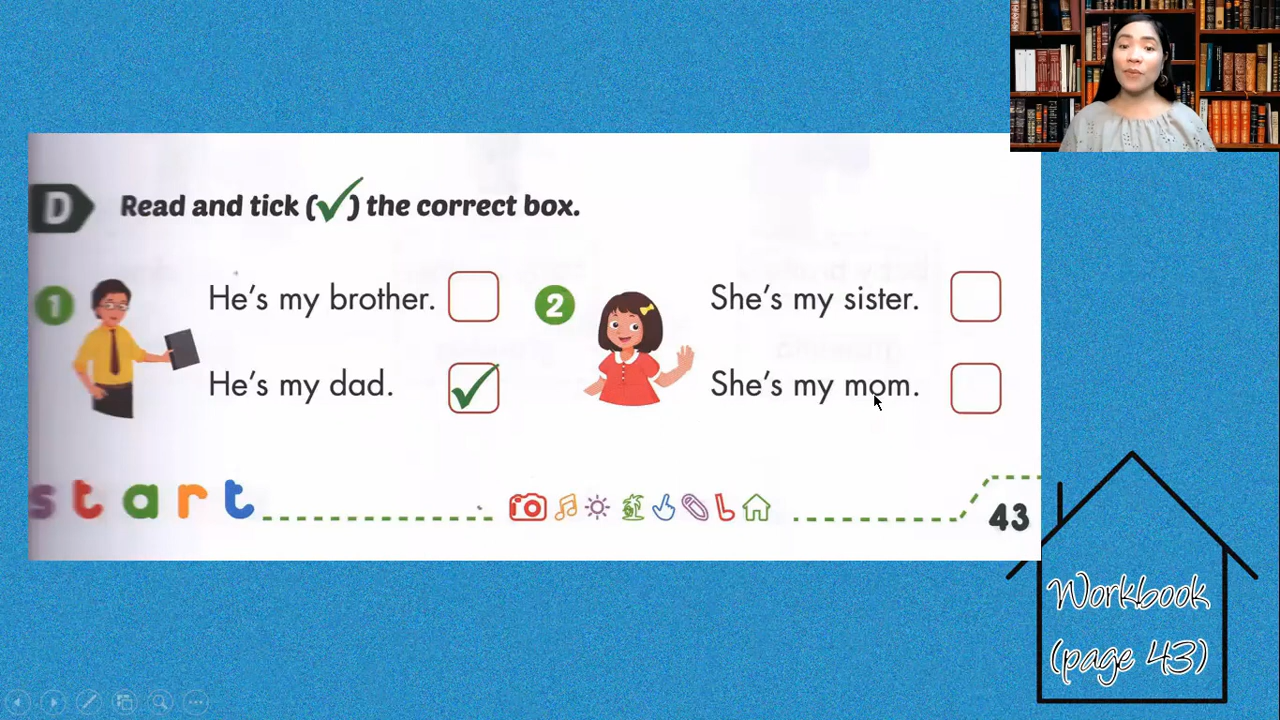 D Read and tick (✓) the correct box.
1 He's my brother.
He's my dad.
2 She's my sister.
She's my mom.
start
43
Workbook
(page 43)